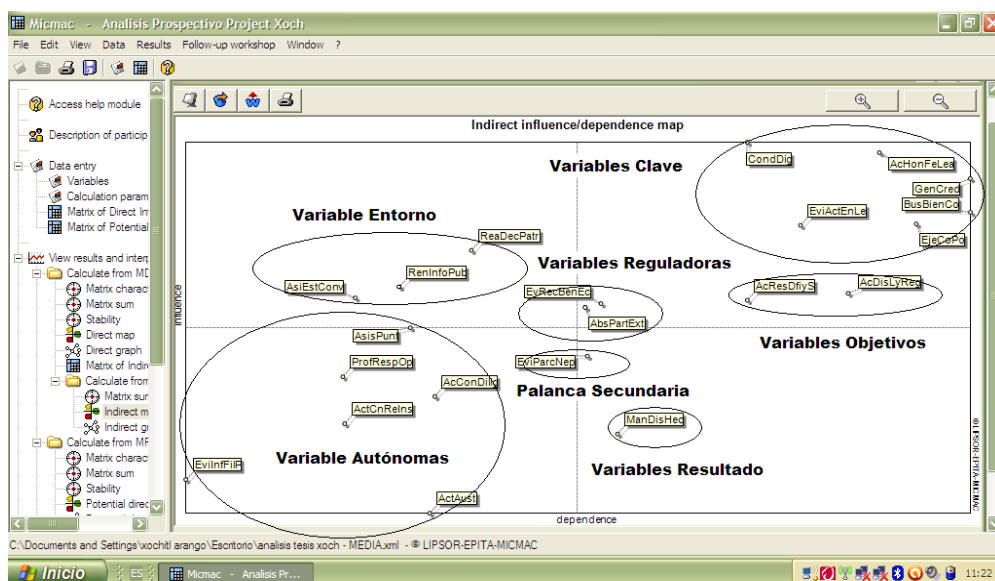 Micmac - Analisis Prospectivo Project Xoch
File Edit View Data Results Follow-up workshop Window ?
Access help module
Description of particip
Data entry
Variables
Calculation param
Matrix of Direct In
Matrix of Potential
View results and interp
Calculate from MD
Matrix charac
Matrix sum
Stability
Direct map
Direct graph
Matrix of Indir
Calculate from
Matrix sur
Indirect m
Indirect gr
Calculate from MP
Matrix charac
Matrix sum
Stability
Potential direc
Indirect influence/dependence map
Variables Clave
CondDig
AcHonFeLea
GenCred
BusBienCo
EviActEnLe
EjeCoPo
Variable Entorno
ReaDecPatr
RenInfoPub
AsiEstConv
Variables Reguladoras
EvRecBenEc
AbsPartExt
AcResDfiyS
AcDisLyReg
Variables Objetivos
AsisPunt
ProfRespOp
AcConDilig
ActCnReIns
EviParcNep
Palanca Secundaria
ManDisHec
Variables Resultado
Variable Autónomas
EviInfFilP
ActAust
influence
dependence
©LIPSOR-EPITA-MICMAC
C:\Documents and Settings\xochitl arango\Escritorio\analisis tesis xoch - MEDIA.xml - © LIPSOR-EPITA-MICMAC
Inicio
ES
Micmac - Analisis Pr...
11:22